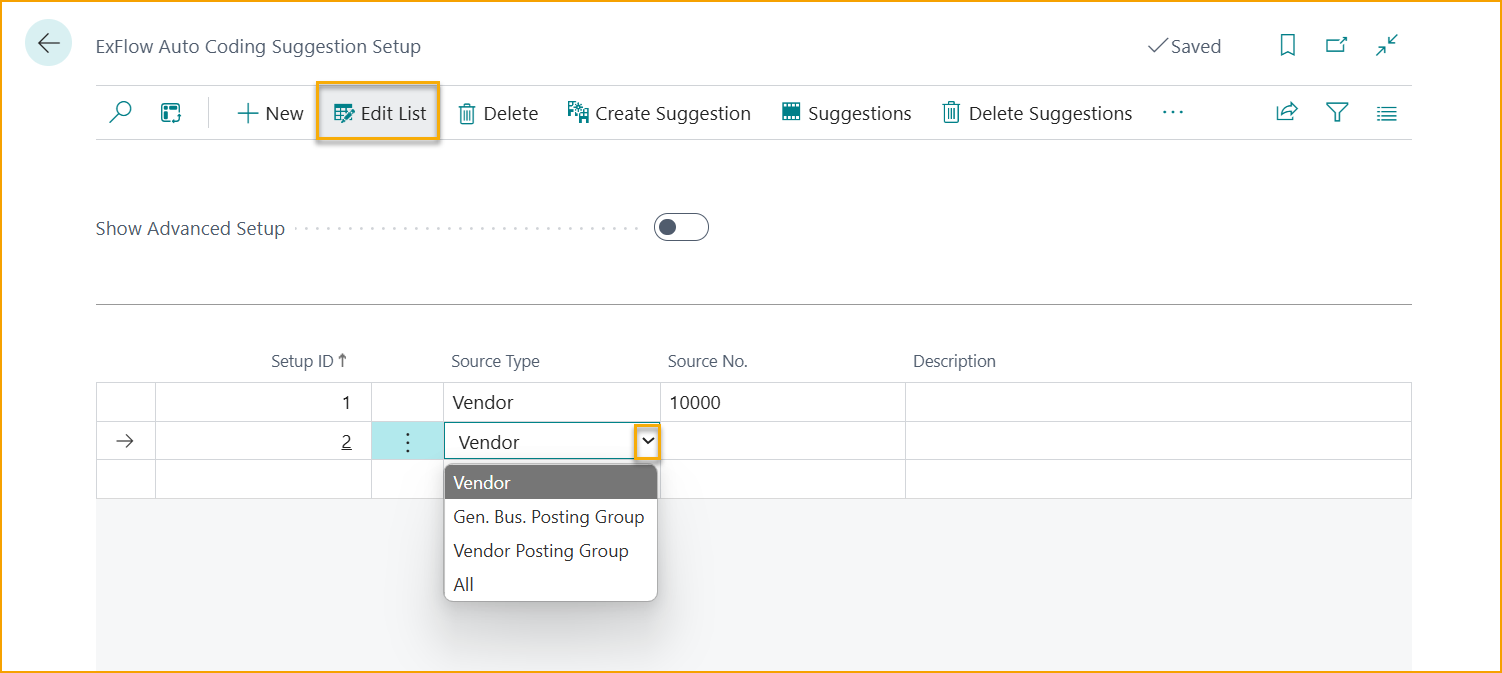 ExFlow Auto Coding Suggestion Setup
Saved
New
Edit List
Delete
Create Suggestion
Suggestions
Delete Suggestions
Show Advanced Setup
Setup ID↑ Source Type Source No. Description
1 Vendor 10000
2 Vendor
Vendor
Gen. Bus. Posting Group
Vendor Posting Group
All